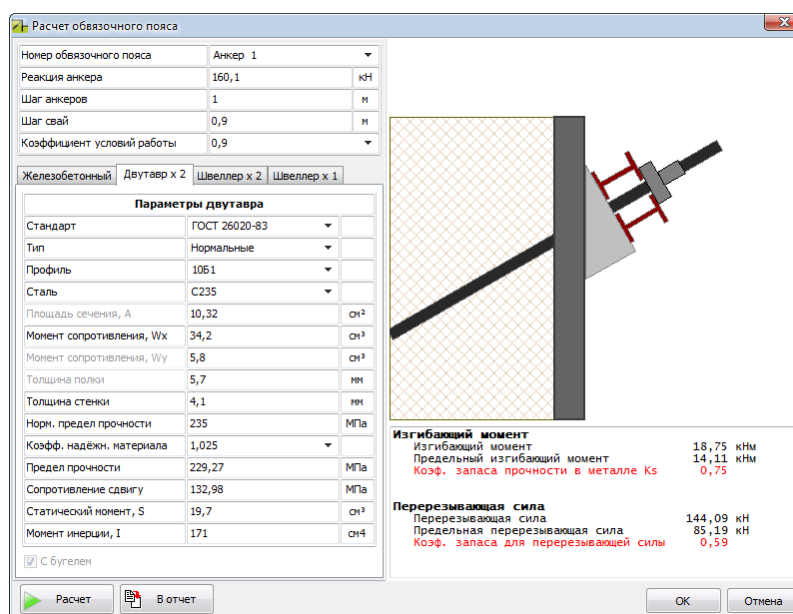 Расчет обвязочного пояса
Номер обвязочного пояса Анкер 1
Реакция анкера 160,1 кН
Шаг анкеров 1 м
Шаг свай 0,9 м
Коэффициент условий работы 0,9
Железобетонный Двутавр x 2 Швеллер x 2 Швеллер x 1
Параметры двутавра
Стандарт ГОСТ 26020-83
Тип Нормальные
Профиль 10Б1
Сталь С235
Площадь сечения, А 10,32 см²
Момент сопротивления, Wx 34,2 см³
Момент сопротивления, Wy 5,8 см³
Толщина полки 5,7 мм
Толщина стенки 4,1 мм
Норм. предел прочности 235 МПа
Коэфф. надёжн. материала 1,025
Предел прочности 229,27 МПа
Сопротивление сдвигу 132,98 МПа
Статический момент, S 19,7 см³
Момент инерции, I 171 см4
С бугелем
Расчет В отчет
Изгибающий момент
Изгибающий момент 18,75 кНм
Предельный изгибающий момент 14,11 кНм
Коэф. запаса прочности в металле Ks 0,75
Перерезывающая сила
Перерезывающая сила 144,09 кН
Предельная перерезывающая сила 85,19 кН
Коэф. запаса для перерезывающей силы 0,59
OK Отмена